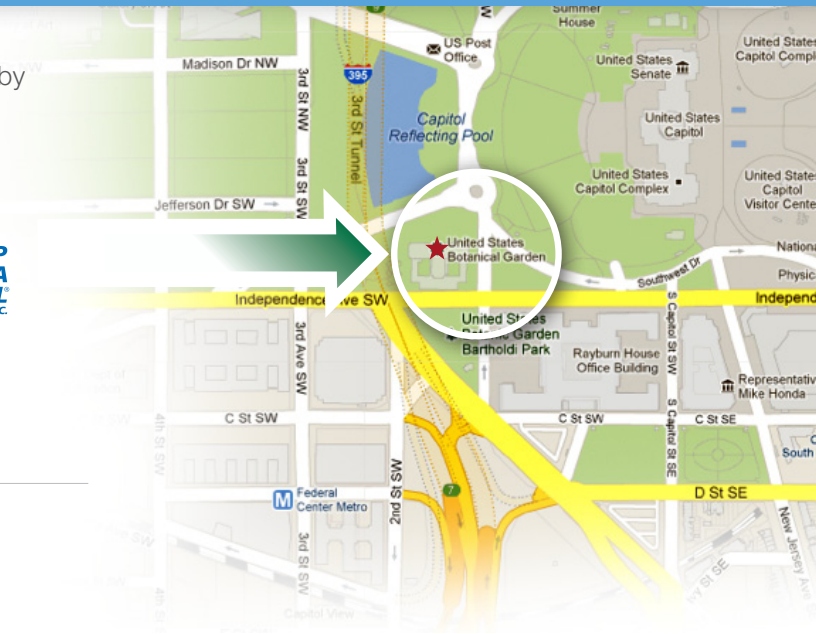 Summer
House
US Post
Office
United States
Capitol Compl
Madison Dr NW
United States
Senate
by
395
3rd St NW
3rd St Tunnel
Capitol
Reflecting Pool
United States
Capitol
United States
Capitol Complex
United States
Capitol
Visitor Cente
3rd St SW
Jefferson Dr SW
United States
Botanical Garden
Nationa
Southwest Dr
Physic
P
A
L®
C.
Independence Ave SW
Independ
S Capitol St SW
United States
Botanic Garden
Bartholdi Park
3rd Ave SW
Rayburn House
Office Building
Representativ
Mike Honda
C St SW
C St SW
C St SE
4th St SW
S Capitol St SE
South
2nd St SW
7
D St SE
M
Federal
Center Metro
3rd St SW
New Jersey Ave
Capitol View